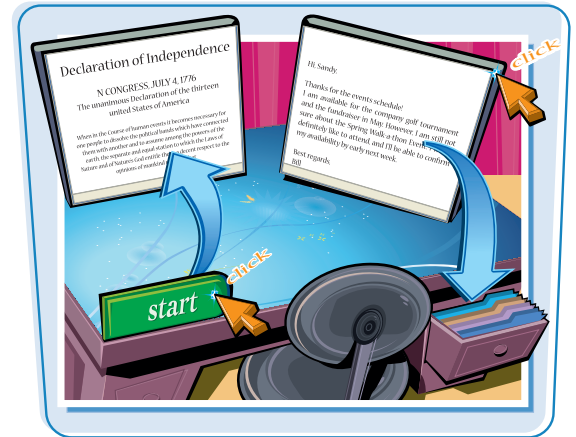 Declaration of Independence
N CONGRESS, JULY 4, 1776
The unanimous Declaration of the thirteen
united States of America
When in the Course of human events it becomes necessary for
one people to dissolve the political bands which have connected
them with another and to assume among the powers of the
earth, the separate and equal station to which the Laws of
Nature and of Natures God entitle the decent respect to the
opinions of mankind
Hi Sandy,
Thanks for the events schedule!
I am available for the company golf tournament
and the fundraiser in May. However, I am still not
sure about the Spring Walk-a-thon Event. I
definitely like to attend, and I'll be able to confirm
my availability by early next week.
Best regards,
Bill
click
click
start